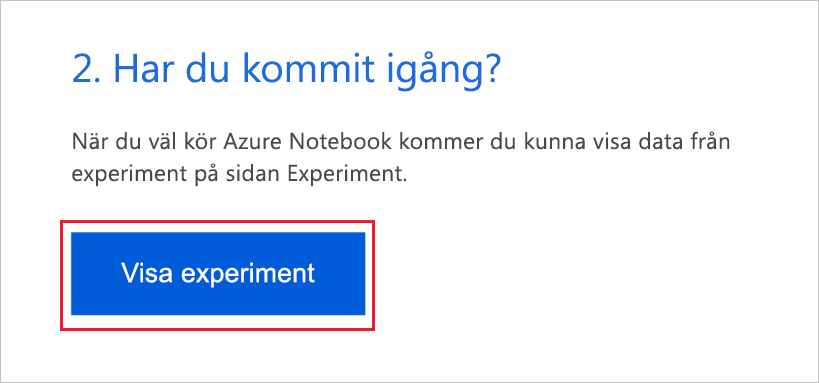 2. Har du kommit igång?
När du väl kör Azure Notebook kommer du kunna visa data från
experiment på sidan Experiment.
Visa experiment